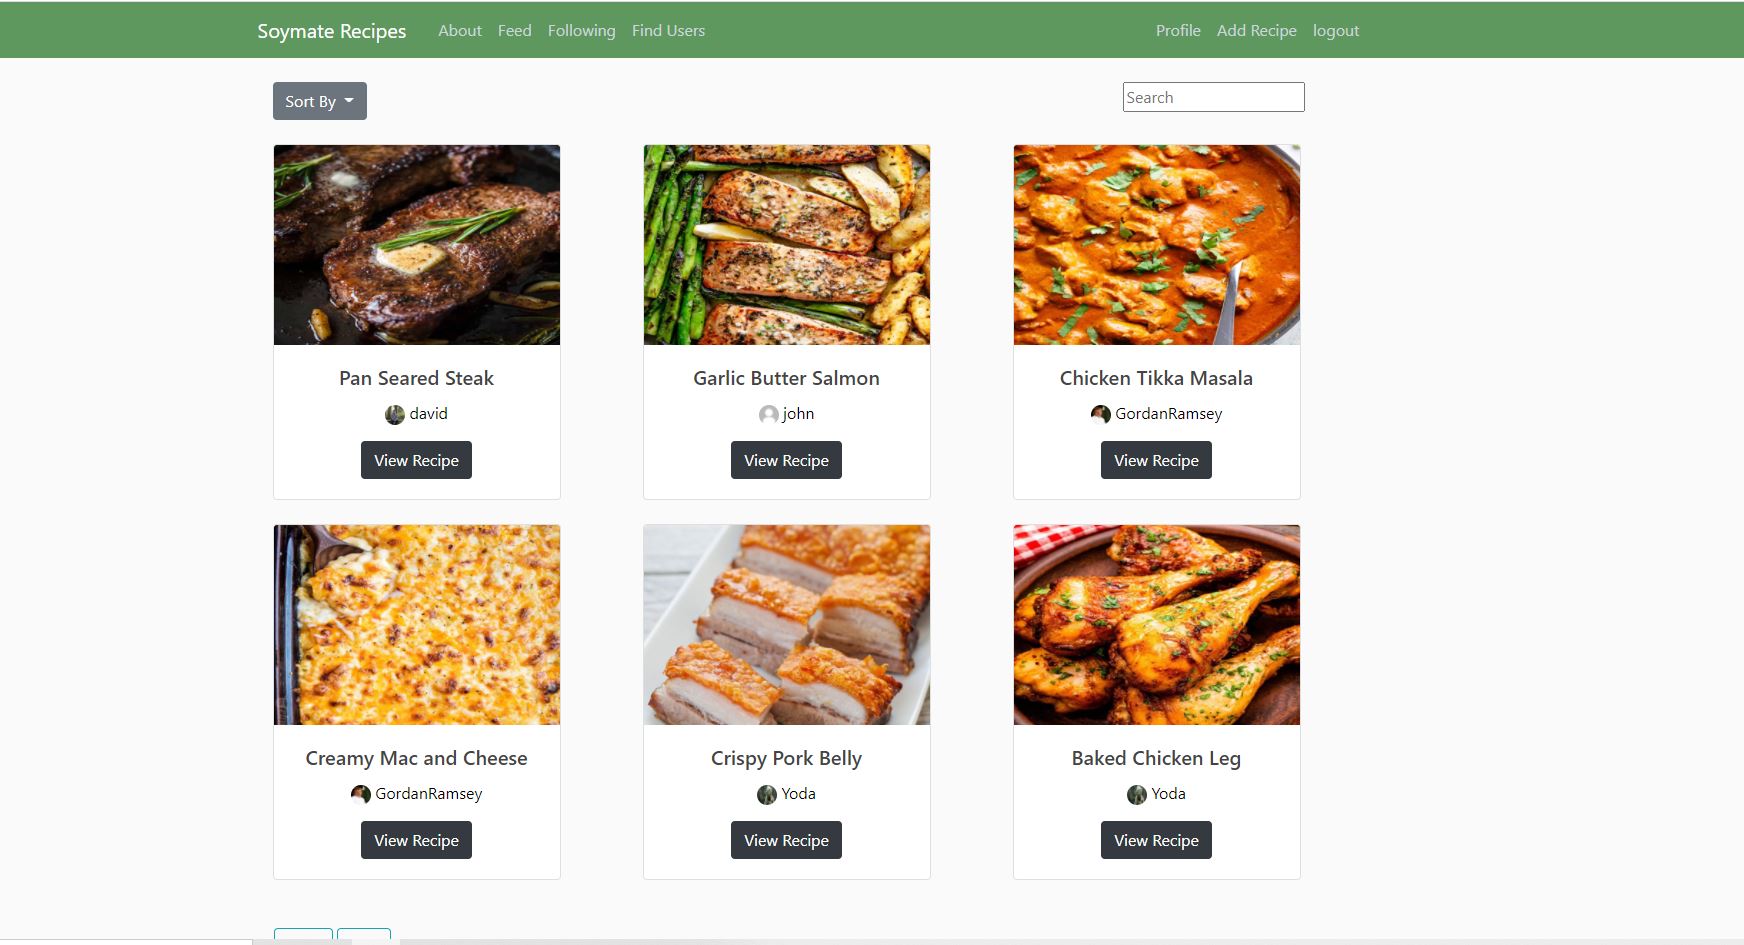 Soymate Recipes About Feed Following Find Users Profile Add Recipe logout
Sort By Search
Pan Seared Steak Garlic Butter Salmon Chicken Tikka Masala
david john GordanRamsey
View Recipe View Recipe View Recipe
Creamy Mac and Cheese Crispy Pork Belly Baked Chicken Leg
GordanRamsey Yoda Yoda
View Recipe View Recipe View Recipe